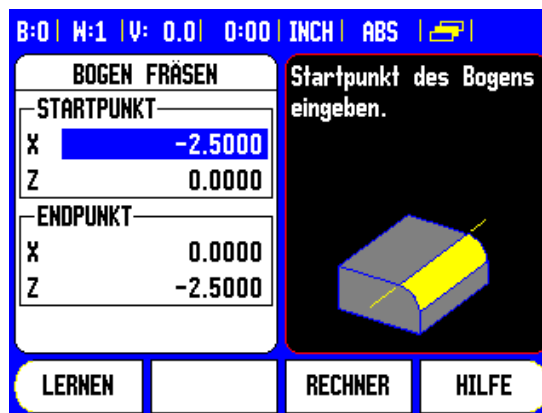 B:0| W:1 |V: 0.0| 0:00| INCH| ABS | |
BOGEN FRÄSEN
STARTPUNKT
X -2.5000
Z 0.0000
ENDPUNKT
X 0.0000
Z -2.5000
Startpunkt des Bogens
eingeben.
LERNEN
RECHNER
HILFE